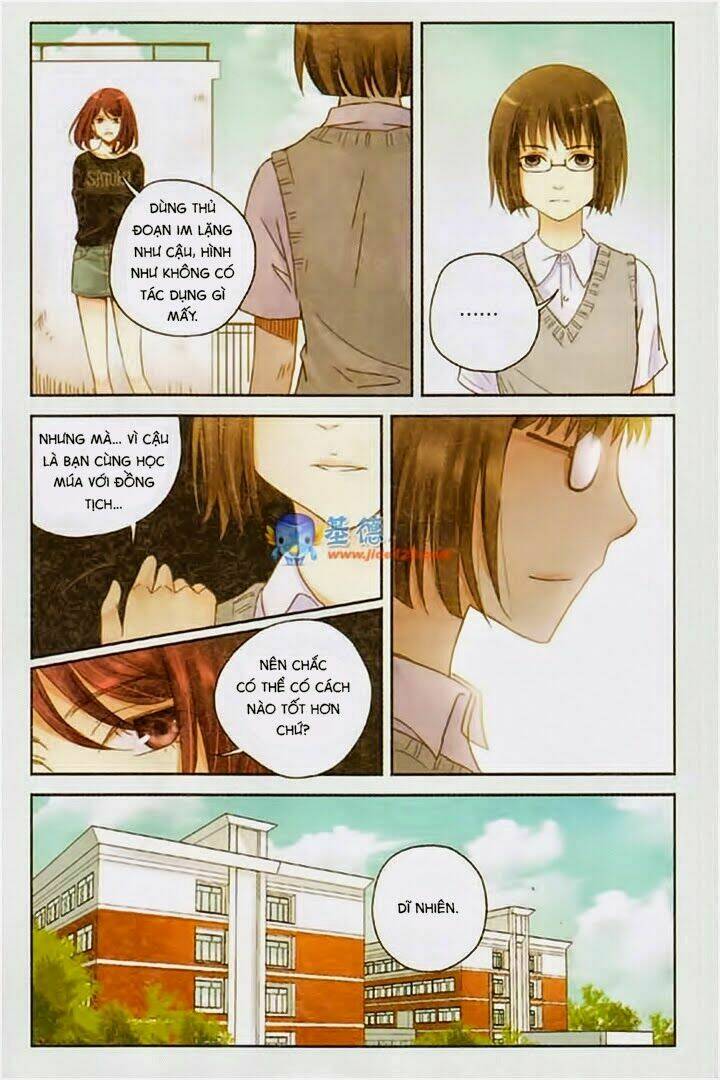 SATUKI
DÙNG THỦ
ĐOẠN IM LẶNG
NHƯ CẬU, HÌNH
NHƯ KHÔNG CÓ
TÁC DỤNG GÌ
MẤY.
......
NHƯNG MÀ... VÌ CẬU
LÀ BẠN CÙNG HỌC
MÚA VỚI ĐỒNG
TỊCH...
基德
NÊN CHẮC
CÓ THỂ CÓ CÁCH
NÀO TỐT HƠN
CHỨ?
DĨ NHIÊN.